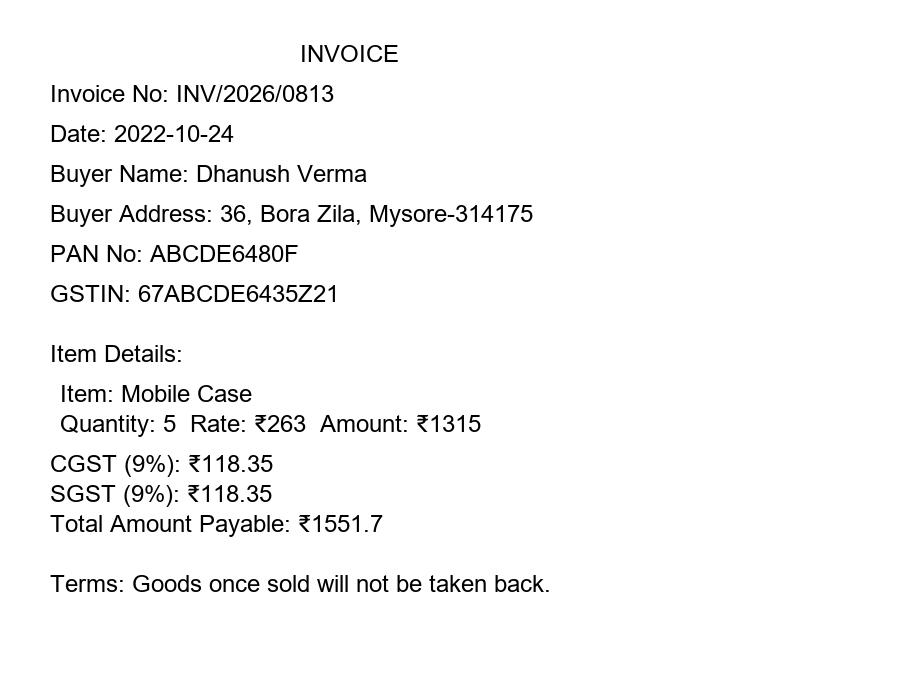 INVOICE
Invoice No: INV/2026/0813
Date: 2022-10-24
Buyer Name: Dhanush Verma
Buyer Address: 36, Bora Zila, Mysore-314175
PAN No: ABCDE6480F
GSTIN: 67ABCDE6435Z21
Item Details:
Item: Mobile Case
Quantity: 5  Rate: ₹263  Amount: ₹1315
CGST (9%): ₹118.35
SGST (9%): ₹118.35
Total Amount Payable: ₹1551.7
Terms: Goods once sold will not be taken back.